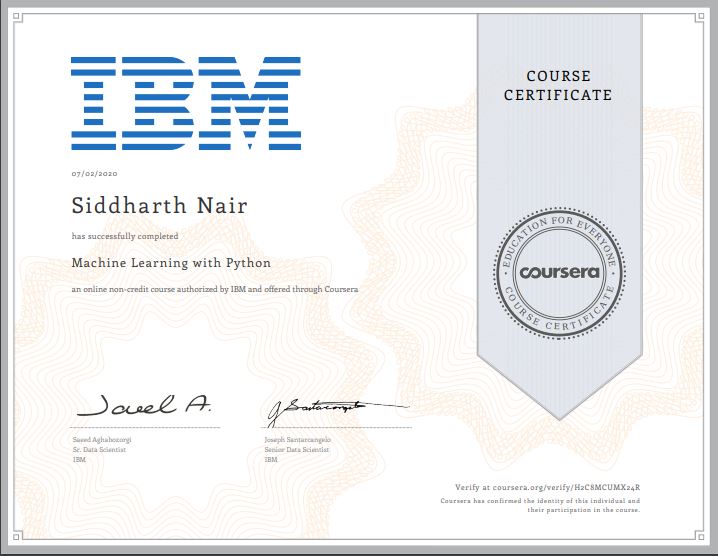 IBM
COURSE
CERTIFICATE
07/02/2020
Siddharth Nair
has successfully completed
Machine Learning with Python
an online non-credit course authorized by IBM and offered through Coursera
EDUCATION FOR EVERYONE
coursera
COURSE CERTIFICATE
Saeed Aghabozorgi
Sr. Data Scientist
IBM
Joseph Santarcangelo
Senior Data Scientist
IBM
Verify at coursera.org/verify/H2C8MCUMX24R
Coursera has confirmed the identity of this individual and
their participation in the course.